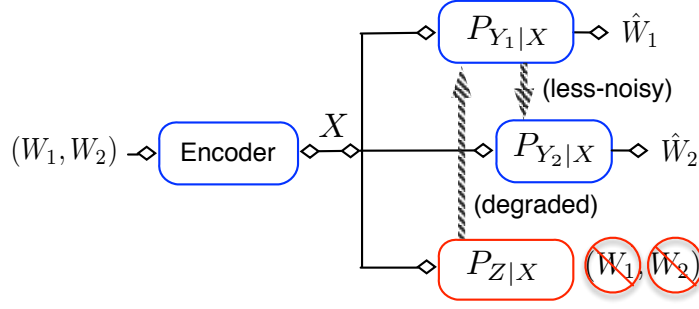 P_{Y_1|X} Ŵ_1
(less-noisy)
(W_1, W_2) Encoder X P_{Y_2|X} Ŵ_2
(degraded)
P_{Z|X} (W_1, W_2)